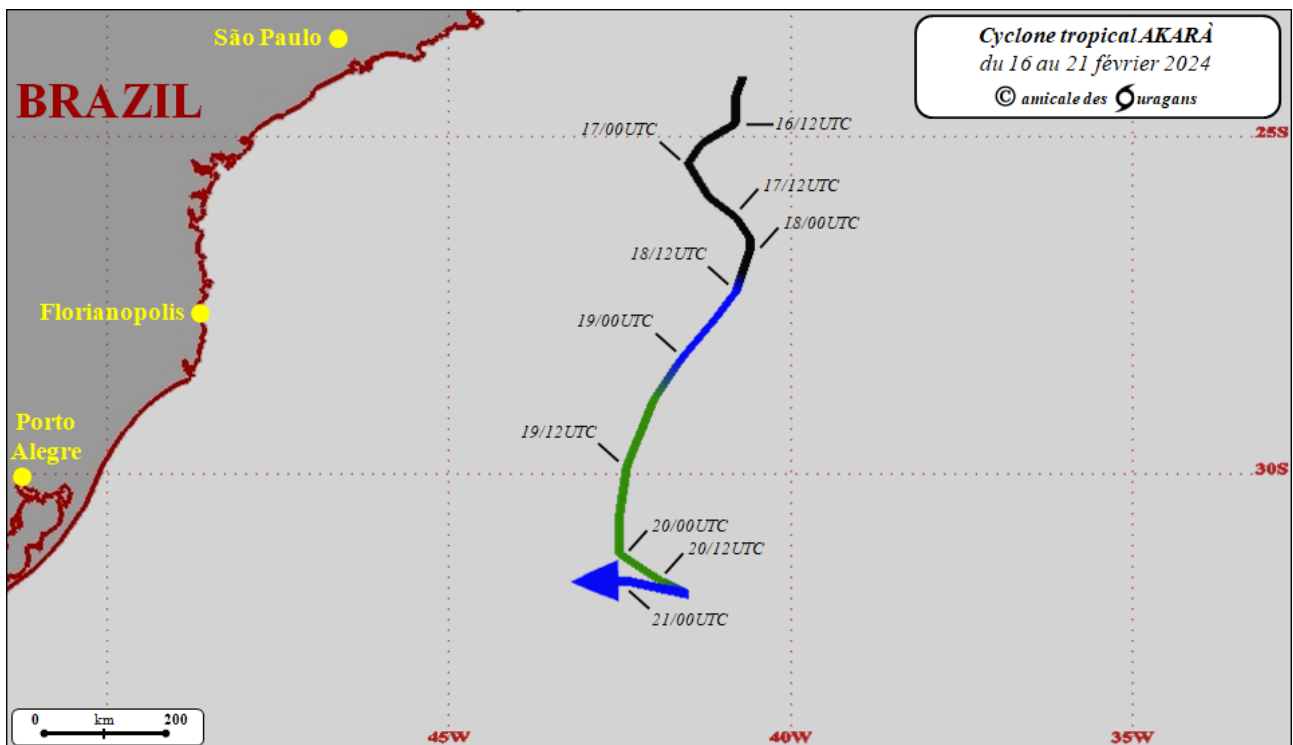 São Paulo
BRAZIL
Cyclone tropical AKARÀ
du 16 au 21 février 2024
© amicale des Ouragans
16/12UTC
17/00UTC
25S
17/12UTC
18/00UTC
18/12UTC
Florianopolis
19/00UTC
Porto
Alegre
19/12UTC
30S
20/00UTC
20/12UTC
21/00UTC
0 km 200
45W
40W
35W